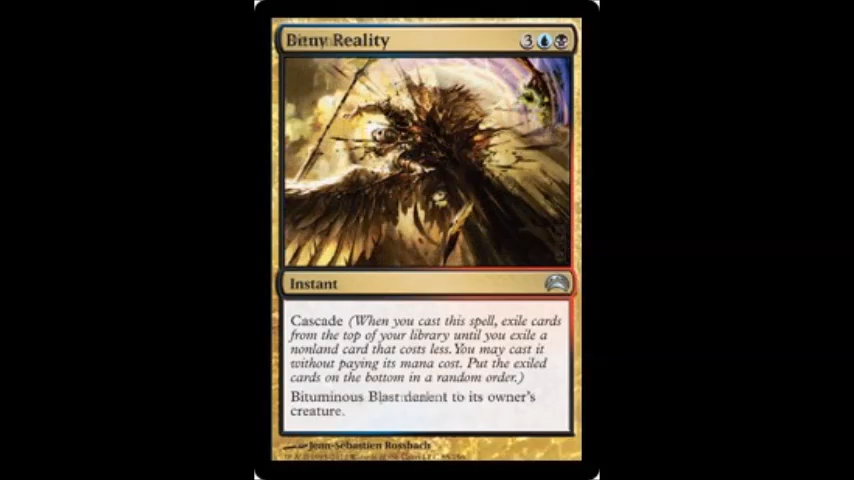 Reality
3
Instant
Cascade (When you cast this spell, exile cards
from the top of your library until you exile a
nonland card that costs less. You may cast it
without paying its mana cost. Put the exiled
cards on the bottom in a random order.)
Bituminous Blast to its owner's
creature.
-Sebastien Rossbach